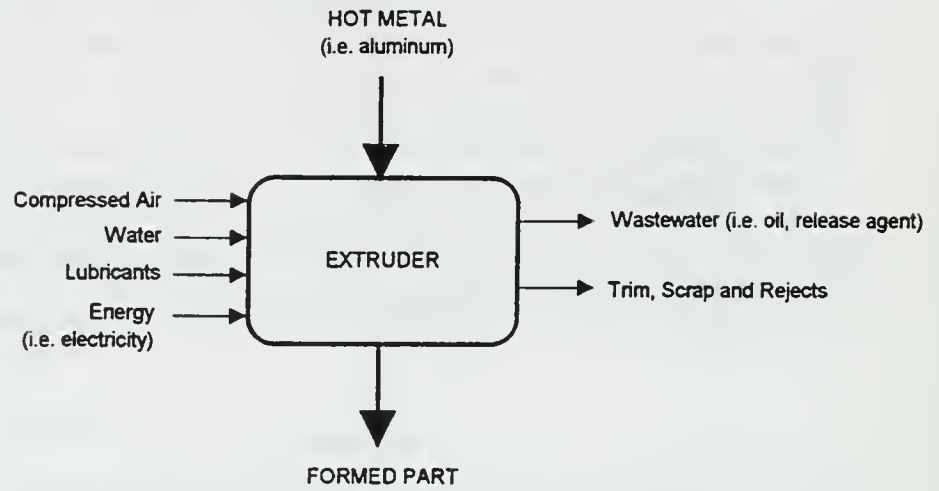 HOT METAL
(i.e. aluminum)
Compressed Air
Water
Lubricants
Energy
(i.e. electricity)
EXTRUDER
Wastewater (i.e. oil, release agent)
Trim, Scrap and Rejects
FORMED PART